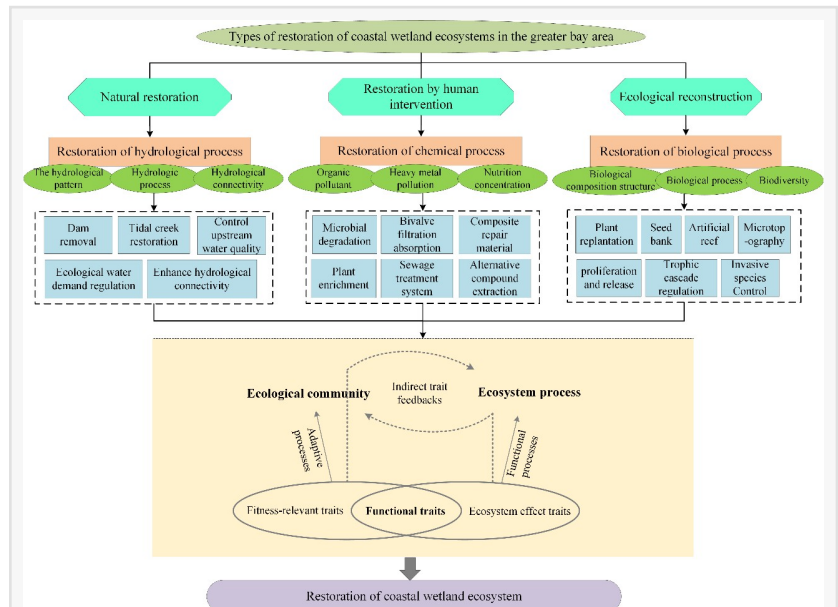 Types of restoration of coastal wetland ecosystems in the greater bay area
Natural restoration
Restoration by human
intervention
Ecological reconstruction
Restoration of hydrological process
Restoration of chemical process
Restoration of biological process
The hydrological
pattern
Hydrologic
process
Hydrological
connectivity
Organic
pollutant
Heavy metal
pollution
Nutrition
concentration
Biological
composition structure
Biological process
Biodiversity
Dam
removal
Tidal creek
restoration
Control
upstream
water quality
Ecological water
demand regulation
Enhance hydrological
connectivity
Microbial
degradation
Bivalve
filtration
absorption
Composite
repair
material
Plant
enrichment
Sewage
treatment
system
Alternative
compound
extraction
Plant
replantation
Seed
bank
Artificial
reef
Microtop
-ography
proliferation
and release
Trophic
cascade
regulation
Invasive
species
Control
Ecological community
Indirect trait
feedbacks
Ecosystem process
Adaptive
processes
Functional
processes
Fitness-relevant traits
Functional traits
Ecosystem effect traits
Restoration of coastal wetland ecosystem